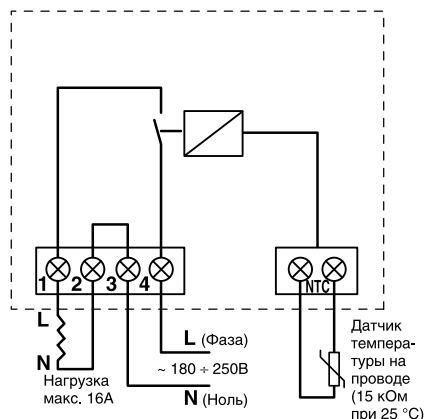 1 2 3 4
NTC
L
N
Нагрузка
макс. 16А
L (Фаза)
~ 180 ÷ 250В
N (Ноль)
Датчик
темпера-
туры на
проводе
(15 кОм
при 25 °C)